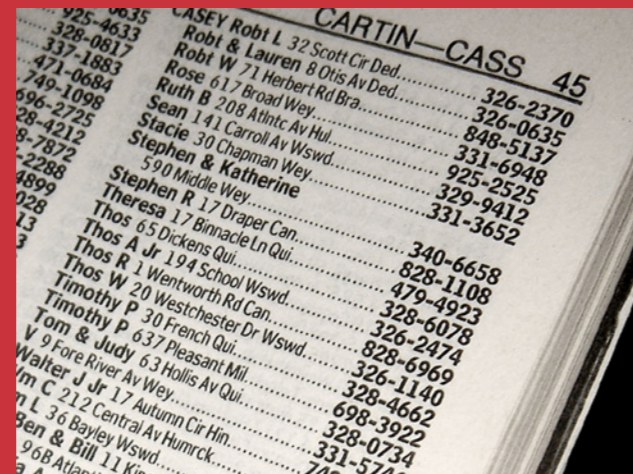 CARTIN—CASS 45
0635
925-4633
328-0817
337-1883
471-0684
749-1098
696-2725
28-4212
8-7872
-2288
4899
028
13
3
CASEY Robt L 32 Scott Cir Ded 326-2370
Robt & Lauren 8 Otis Av Ded 326-0635
Robt W 71 Herbert Rd Bra 848-5137
Rose 617 Broad Wey 331-6948
Ruth B 208 Atlntc Av Hul 925-2525
Sean 141 Carroll Av Wswd 329-9412
Stacie 30 Chapman Wey 331-3652
Stephen & Katherine
590 Middle Wey 340-6658
Stephen R 17 Draper Can 828-1108
Theresa 17 Binnacle Ln Qui 479-4923
Thos 65 Dickens Qui 328-6078
Thos A Jr 194 School Wswd 326-2474
Thos R 1 Wentworth Rd Can 828-6969
Thos W 20 Westchester Dr Wswd 326-1140
Timothy P 30 French Qui 328-4662
Timothy P 637 Pleasant Mil 698-3922
Tom & Judy 63 Hollis Av Qui 328-0734
V 9 Fore River Av Wey 331-574
Walter J Jr 17 Autumn Cir Hin
m C 212 Central Av Humrck
L 36 Bayley Wswd
Ben & Bill 11
96B